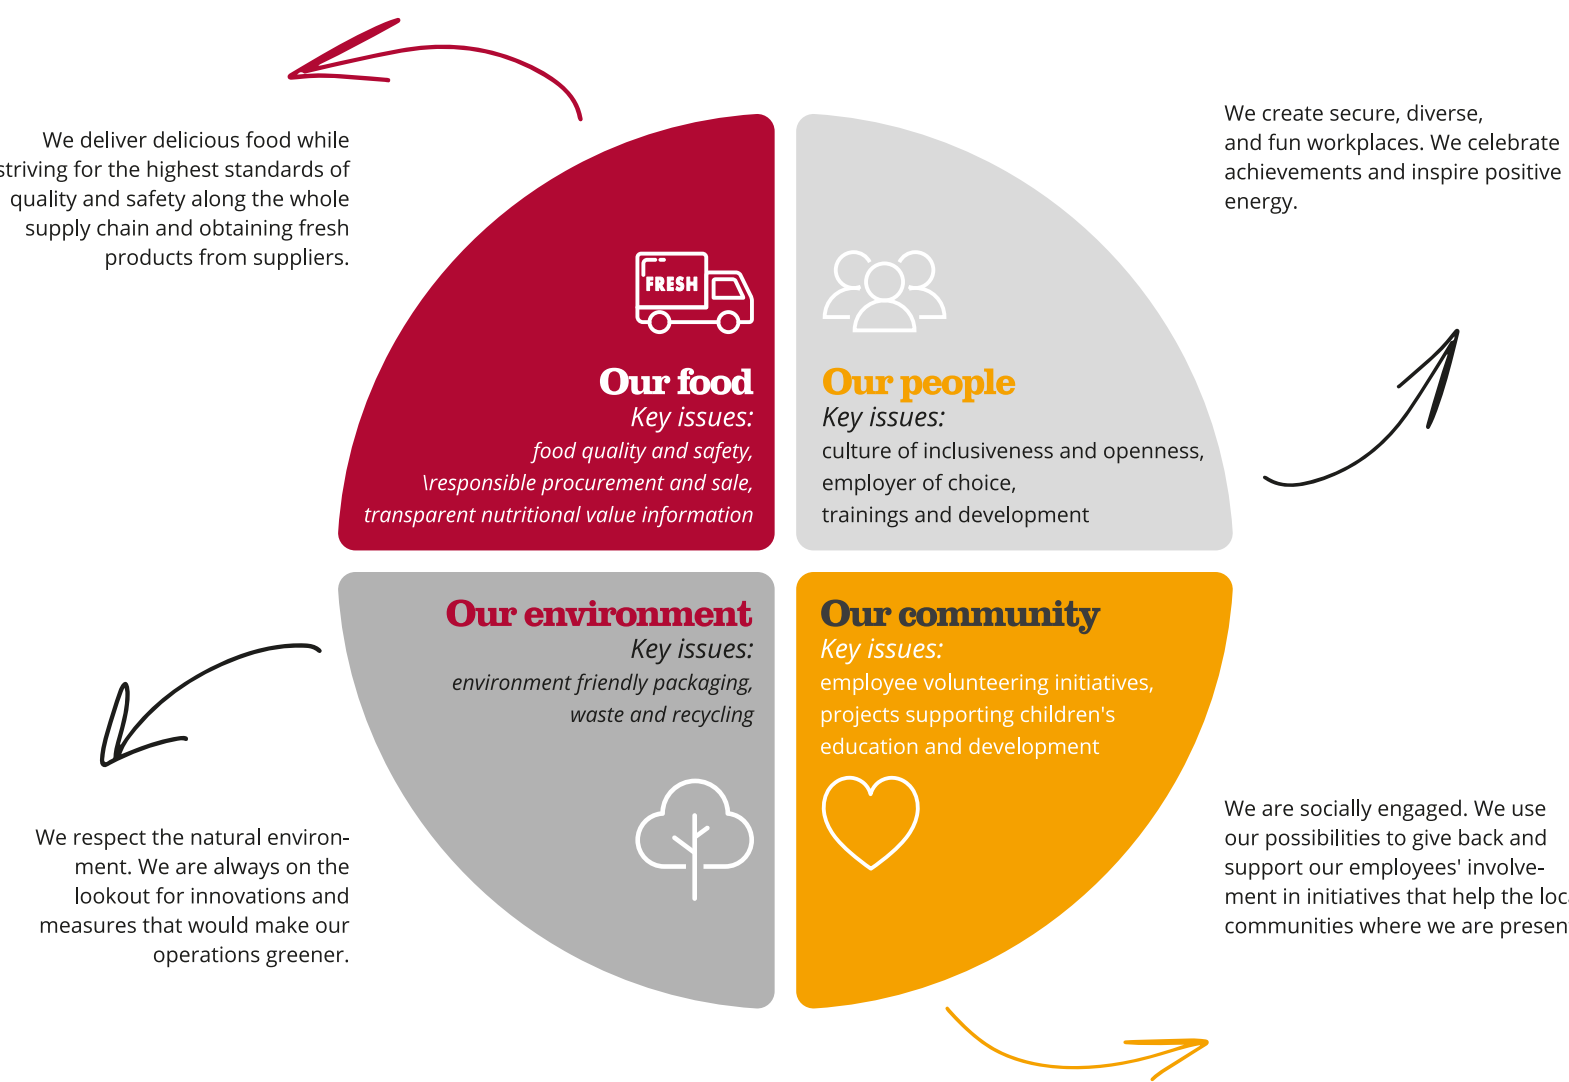 We deliver delicious food while
striving for the highest standards of
quality and safety along the whole
supply chain and obtaining fresh
products from suppliers.
We create secure, diverse,
and fun workplaces. We celebrate
achievements and inspire positive
energy.
FRESH
Our food
Key issues:
food quality and safety,
\responsible procurement and sale,
transparent nutritional value information
Our people
Key issues:
culture of inclusiveness and openness,
employer of choice,
trainings and development
Our environment
Key issues:
environment friendly packaging,
waste and recycling
Our community
Key issues:
employee volunteering initiatives,
projects supporting children's
education and development
We respect the natural environ-
ment. We are always on the
lookout for innovations and
measures that would make our
operations greener.
We are socially engaged. We use
our possibilities to give back and
support our employees' involve-
ment in initiatives that help the loca
communities where we are present